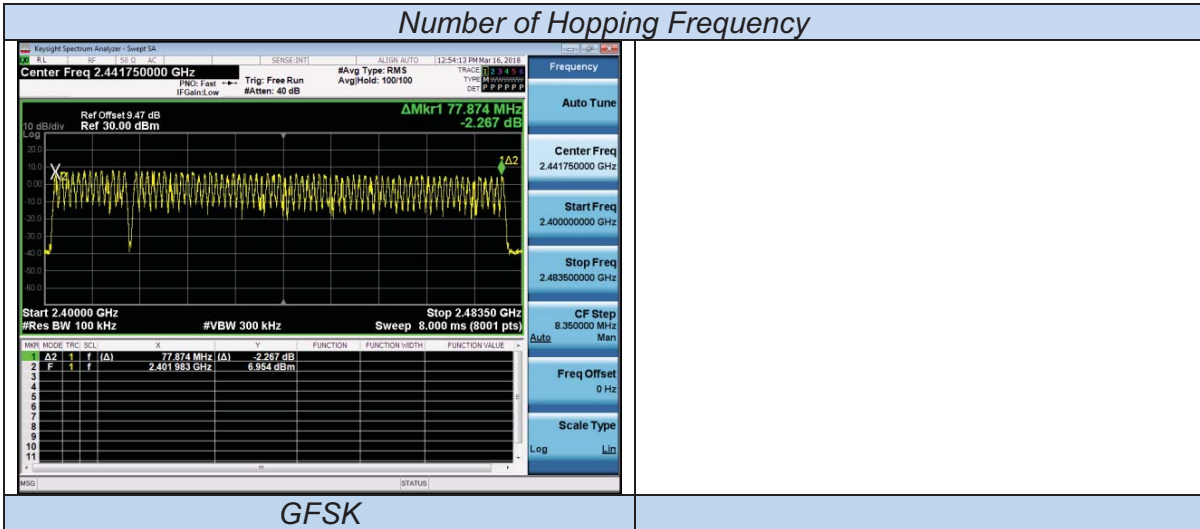 Number of Hopping Frequency
Keysight Spectrum Analyzer - Swept SA
RL RF 50 Ω AC SENSE:INT ALIGN AUTO 12:54:13 PM Mar 16, 2018
Center Freq 2.441750000 GHz
PNO: Fast
IFGain:Low
Trig: Free Run
#Atten: 40 dB
#Avg Type: RMS
Avg|Hold: 100/100
TRACE 1 2 3 4 5 6
TYPE M W W W W W
DET P P P P P P
ΔMkr1 77.874 MHz
-2.267 dB
Ref Offset 9.47 dB
10 dB/div Ref 30.00 dBm
Log
20.0
10.0
0.00
-10.0
-20.0
-30.0
-40.0
-50.0
-60.0
X2
1Δ2
Start 2.40000 GHz Stop 2.48350 GHz
#Res BW 100 kHz #VBW 300 kHz Sweep 8.000 ms (8001 pts)
MKR MODE TRC SCL X Y FUNCTION FUNCTION WIDTH FUNCTION VALUE
1 Δ2 1 f (Δ) 77.874 MHz (Δ) -2.267 dB
2 F 1 f 2.401 983 GHz 6.954 dBm
3
4
5
6
7
8
9
10
11
MSG STATUS
Frequency
Auto Tune
Center Freq
2.441750000 GHz
Start Freq
2.400000000 GHz
Stop Freq
2.483500000 GHz
CF Step
8.350000 MHz
Auto Man
Freq Offset
0 Hz
Scale Type
Log Lin
GFSK